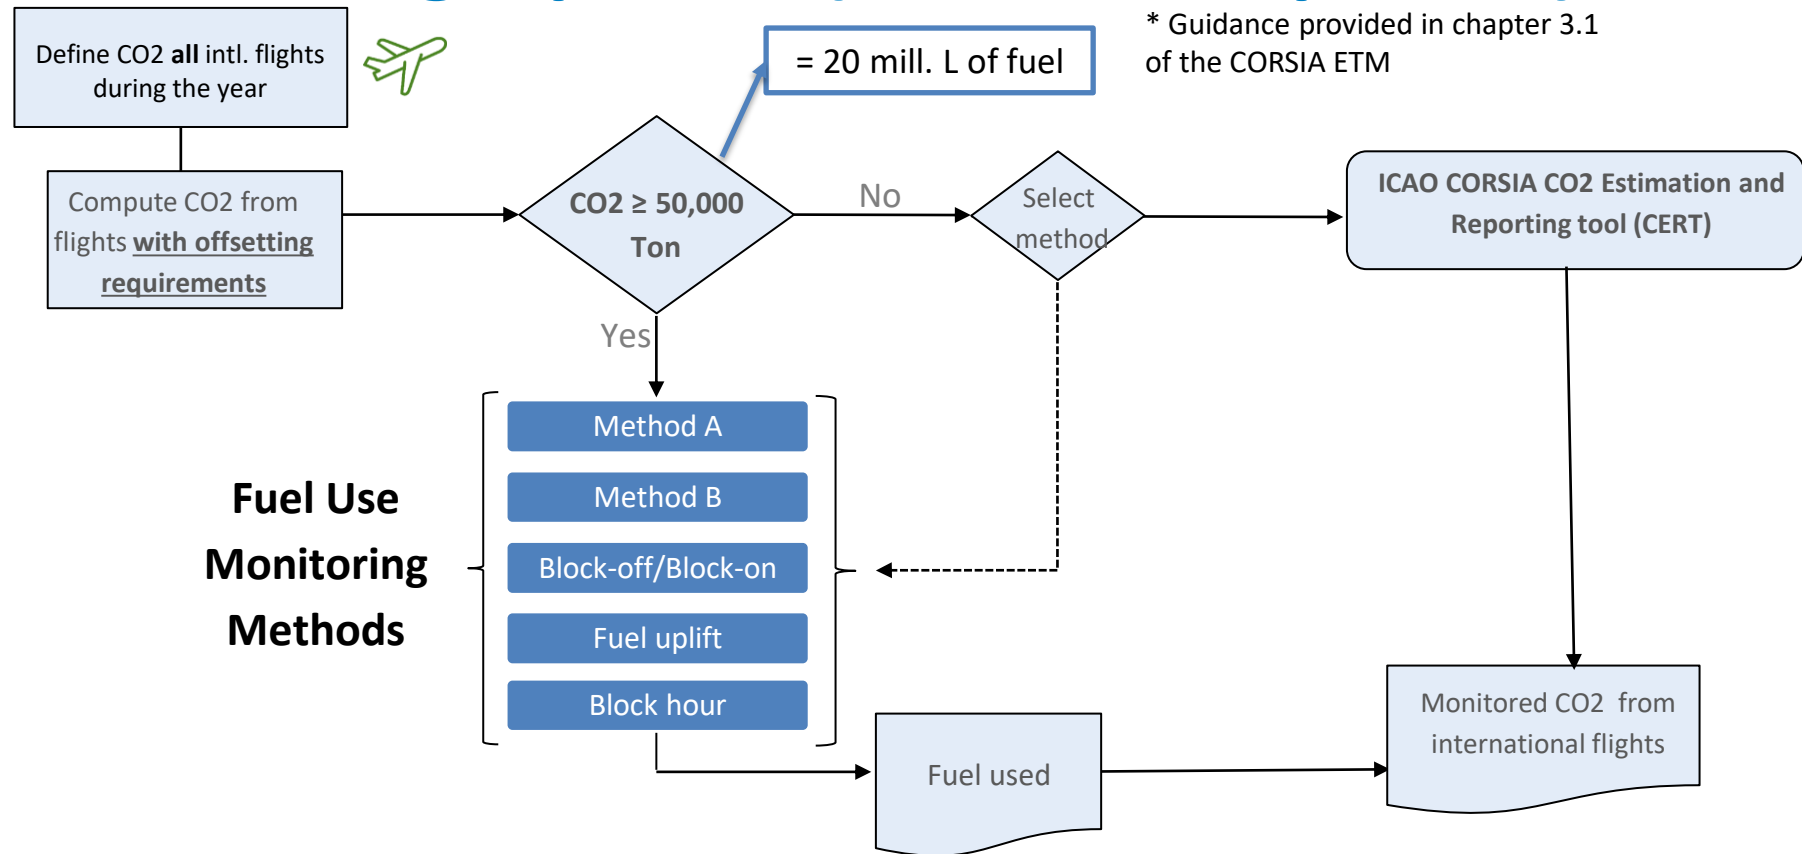 Define CO2 all intl. flights
during the year
= 20 mill. L of fuel
* Guidance provided in chapter 3.1
of the CORSIA ETM
Compute CO2 from
flights with offsetting
requirements
CO2 ≥ 50,000
Ton
No
Select
method
ICAO CORSIA CO2 Estimation and
Reporting tool (CERT)
Yes
Fuel Use
Monitoring
Methods
Method A
Method B
Block-off/Block-on
Fuel uplift
Block hour
Fuel used
Monitored CO2 from
international flights